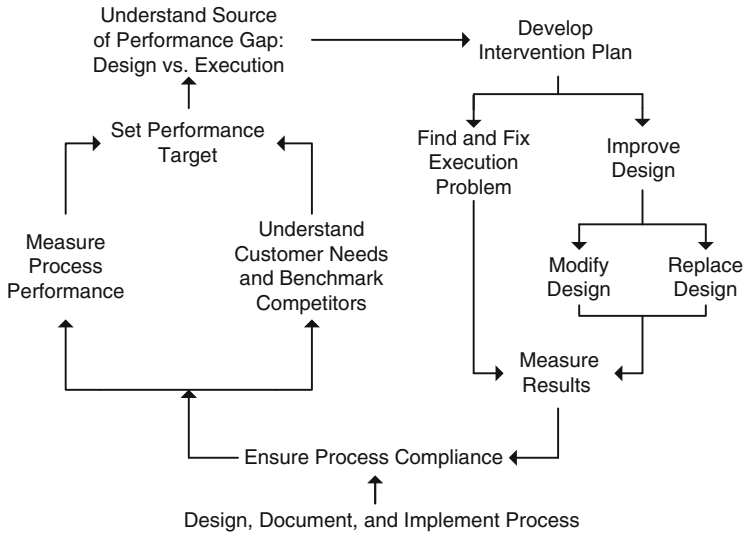 Understand Source
of Performance Gap:
Design vs. Execution
Develop
Intervention Plan
Set Performance
Target
Find and Fix
Execution
Problem
Improve
Design
Measure
Process
Performance
Understand
Customer Needs
and Benchmark
Competitors
Modify
Design
Replace
Design
Measure
Results
Ensure Process Compliance
Design, Document, and Implement Process